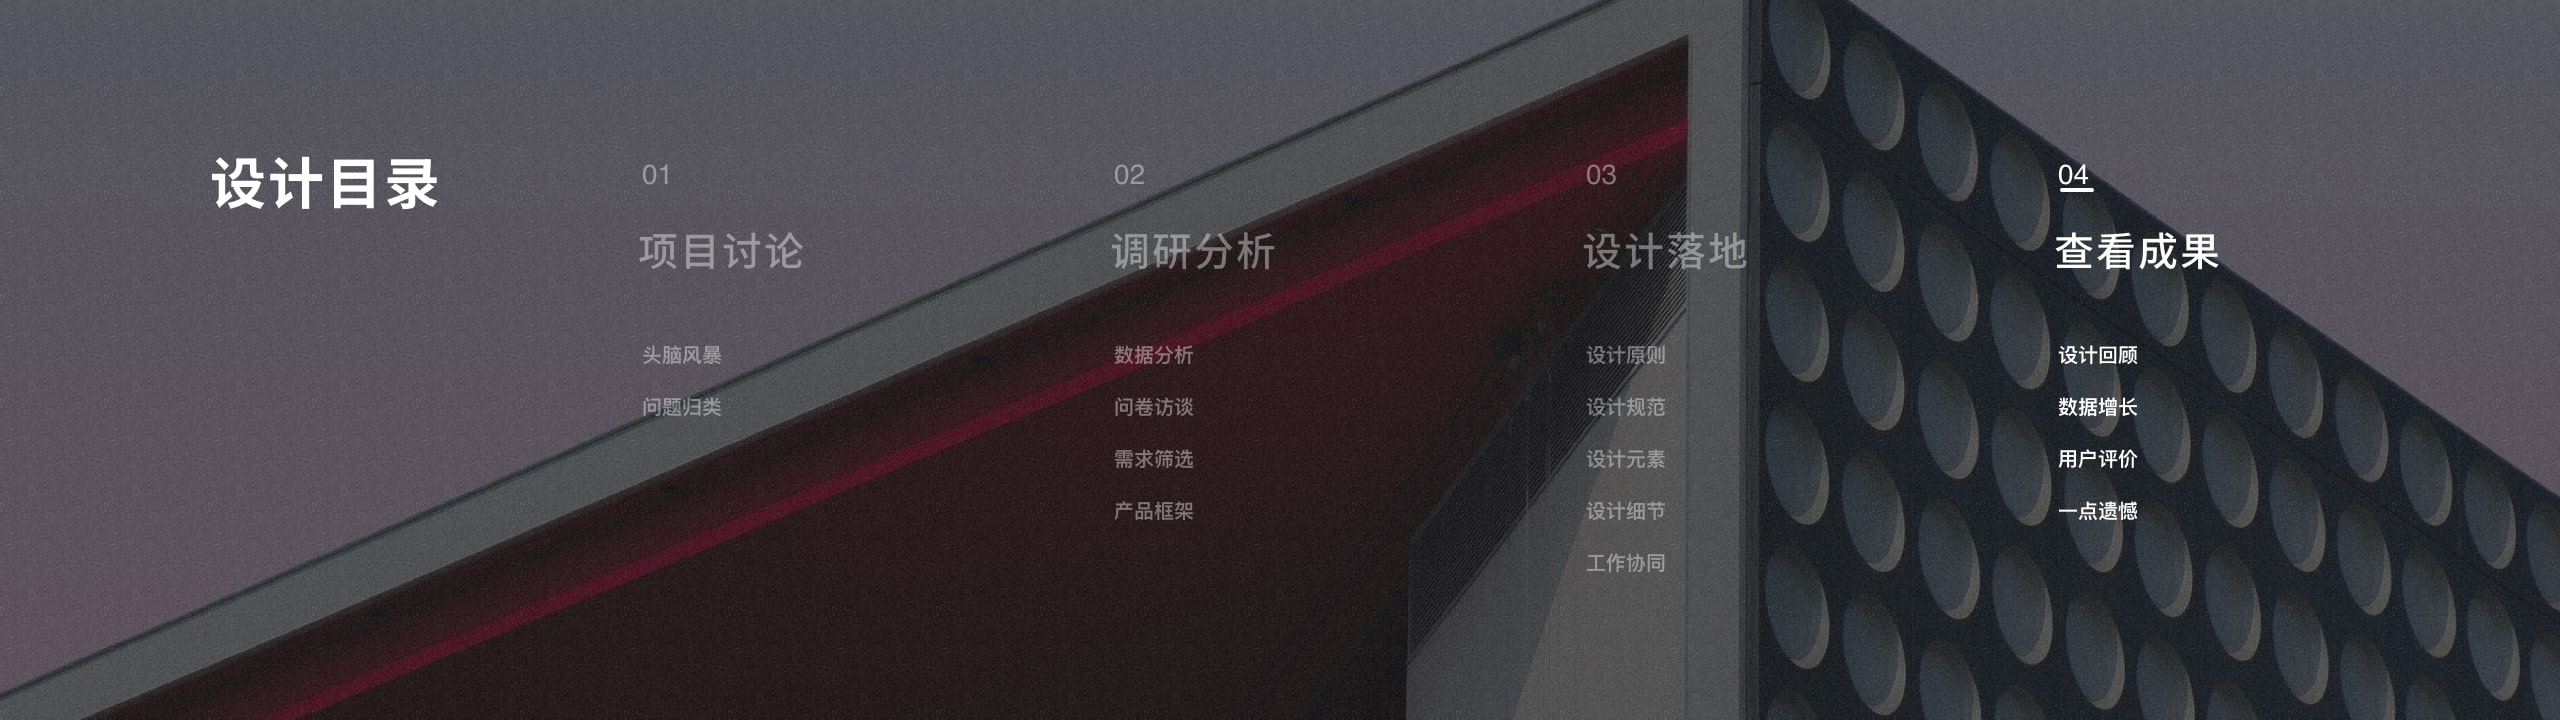 设计目录
01
项目讨论
头脑风暴
问题归类
02
调研分析
数据分析
问卷访谈
需求筛选
产品框架
03
设计落地
设计原则
设计规范
设计元素
设计细节
工作协同
04
查看成果
设计回顾
数据增长
用户评价
一点遗憾